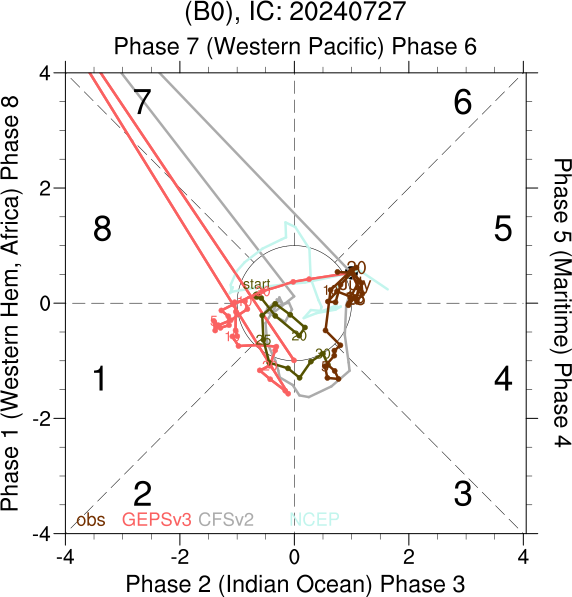 (B0), IC: 20240727
Phase 7 (Western Pacific) Phase 6
Phase 1 (Western Hem, Africa) Phase 8
Phase 5 (Maritime) Phase 4
4
2
0
-2
-4
7
6
8
5
1
4
2
3
start
20
20
25
30
obs
GEPSv3
CFSv2
NCEP
-4
-2
0
2
4
Phase 2 (Indian Ocean) Phase 3